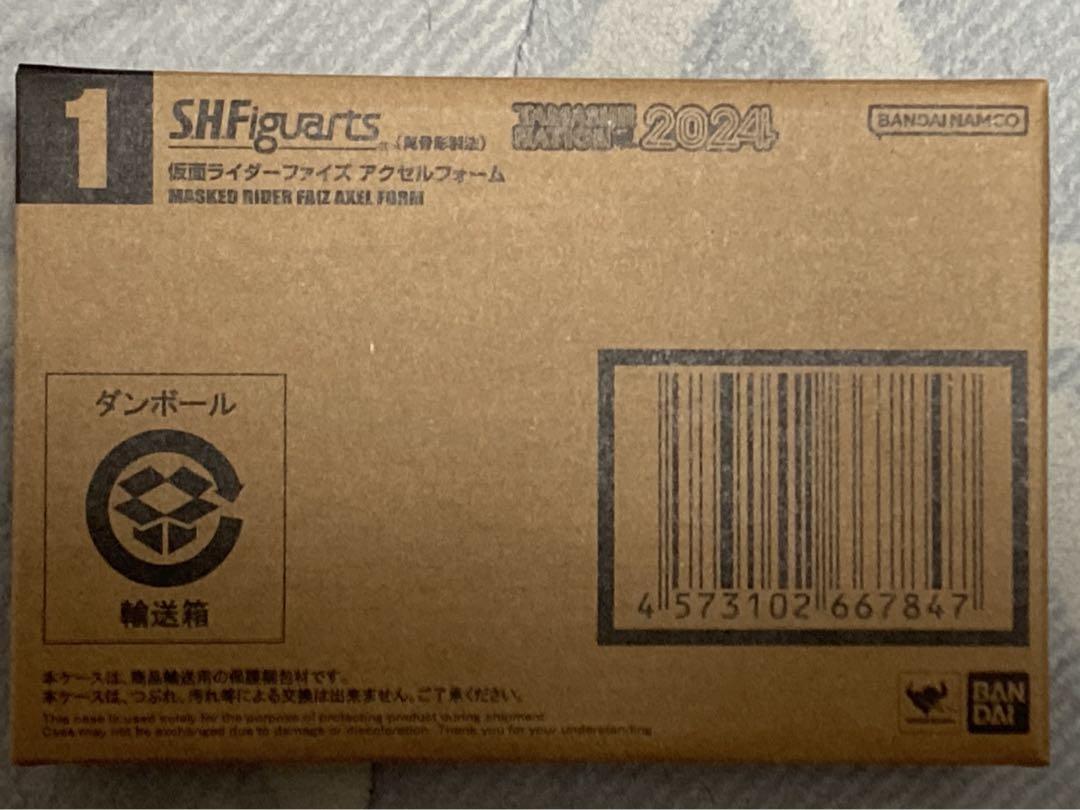 1
S.H.Figuarts
（真骨彫製法）
TAMASHII NATION 2024
BANDAI NAMCO
仮面ライダーファイズ アクセルフォーム
MASKED RIDER FAIZ AXEL FORM
ダンボール
輸送箱
4 573102 667847
本ケースは、商品輸送用の保護梱包材です。
本ケースは、つぶれ、汚れ等による交換は出来ません。ご了承ください。
This case is used solely for the purpose of protecting product during shipment.
Case may not be exchanged due to damage or discoloration. Thank you for your understanding.
BAN
DAI